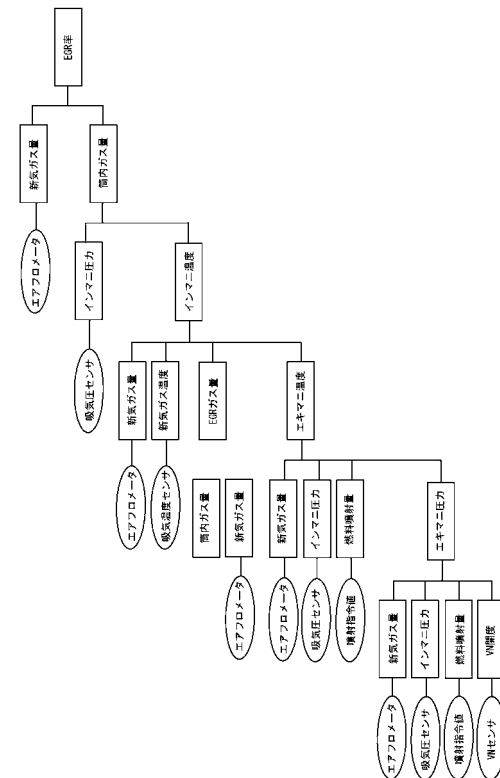 EGR率
新気ガス量
筒内ガス量
エアフロメータ
インマニ圧力
インマニ温度
吸気圧センサ
新気ガス量
新気ガス温度
EGRガス量
エキマニ温度
エアフロメータ
吸気温度センサ
筒内ガス量
新気ガス量
新気ガス量
インマニ圧力
燃料噴射量
エキマニ圧力
エアフロメータ
エアフロメータ
吸気圧センサ
噴射指令値
新気ガス量
インマニ圧力
燃料噴射量
VN開度
エアフロメータ
吸気圧センサ
噴射指令値
VNセンサ